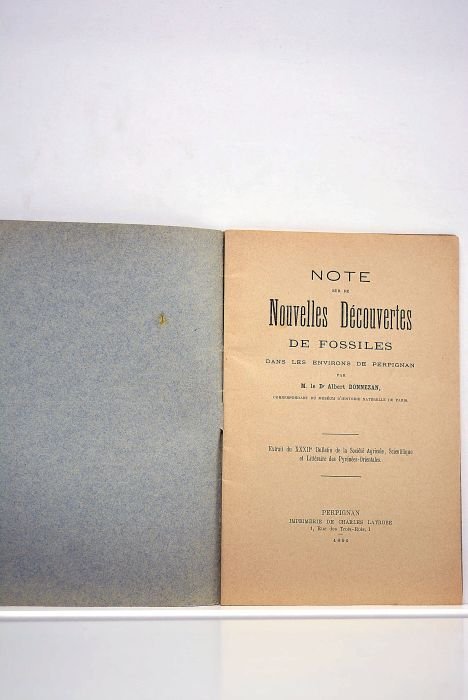 NOTE
SUR DE
Nouvelles Découvertes
DE FOSSILES
DANS LES ENVIRONS DE PERPIGNAN
PAR
M. le Dr Albert DONNEZAN,
CORRESPONDANT DU MUSÉUM D'HISTOIRE NATURELLE DE PARIS.
Extrait du XXXIIe Bulletin de la Société Agricole, Scientifique
et Littéraire des Pyrénées-Orientales.
PERPIGNAN
IMPRIMERIE DE CHARLES LATROBE
1, Rue des Trois-Rois, 1